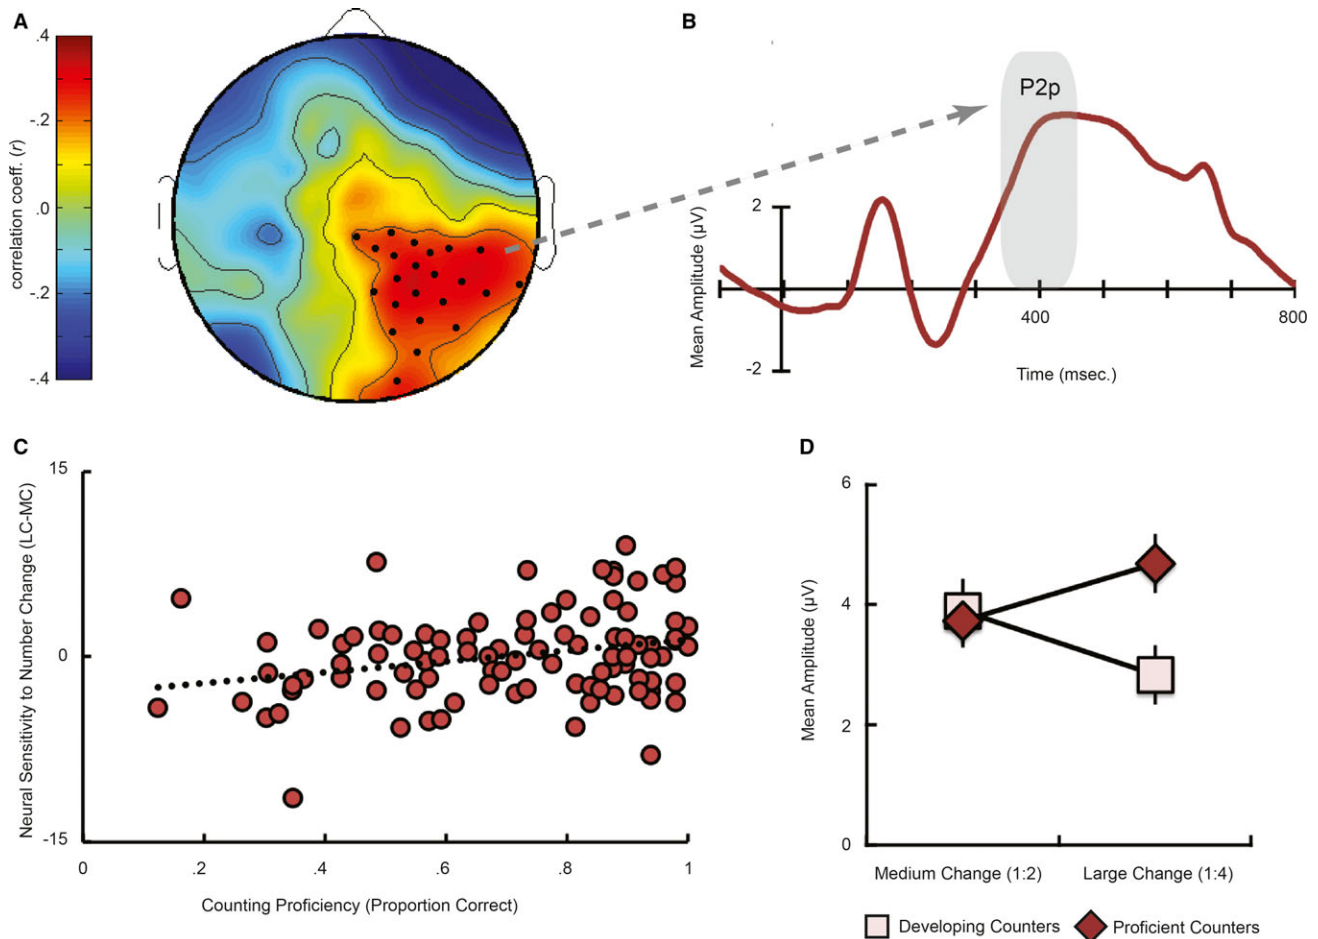 A
.4
-.2
.0
-.2
-.4
correlation coeff. (r)
B
P2p
2
-2
400
800
Mean Amplitude (µV)
Time (msec.)
C
15
0
-15
0
.2
.4
.6
.8
1
Neural Sensitivity to Number Change (LC-MC)
Counting Proficiency (Proportion Correct)
D
6
4
2
0
Mean Amplitude (µV)
Medium Change (1:2)
Large Change (1:4)
Developing Counters
Proficient Counters